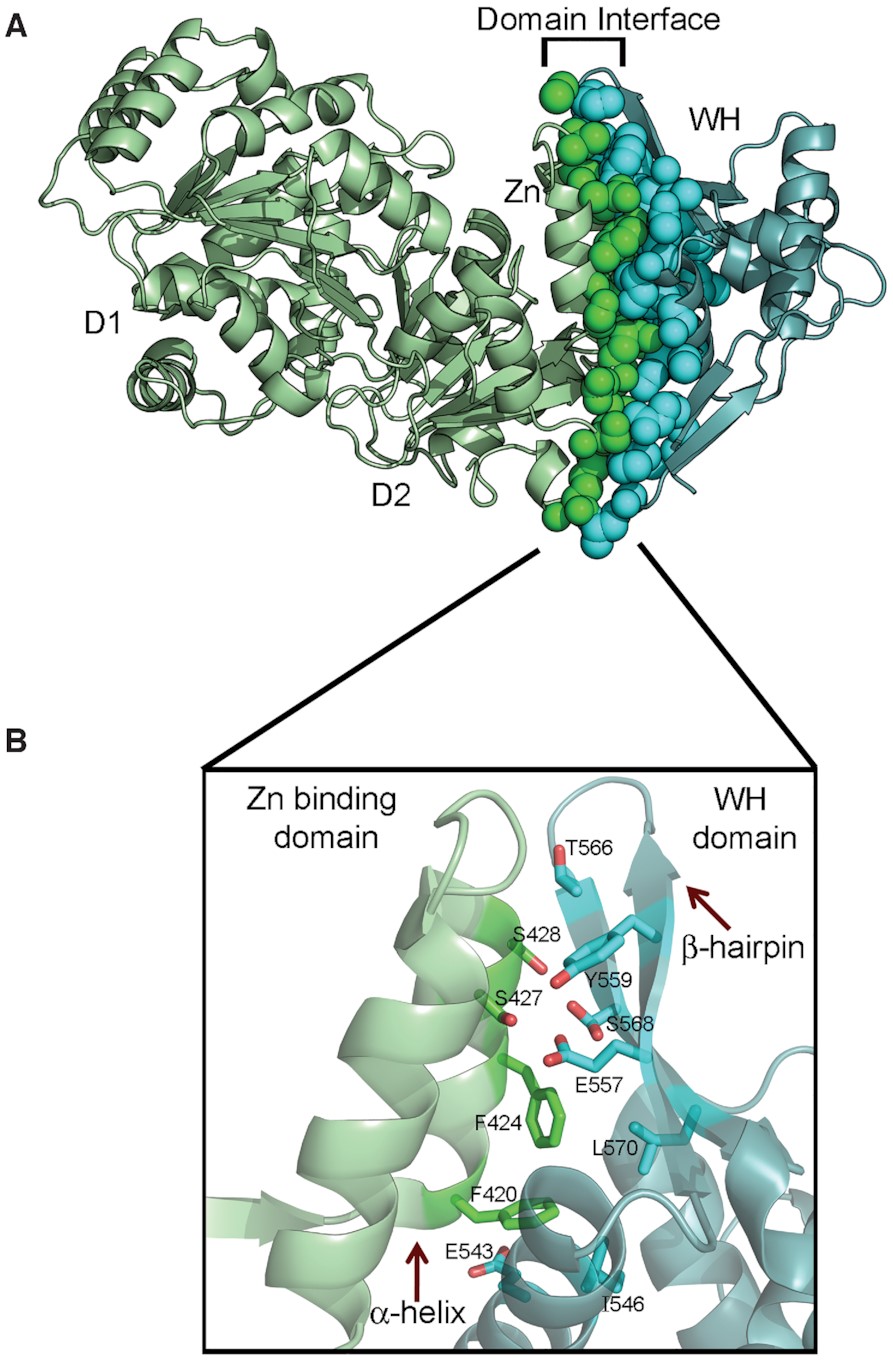 A
Domain Interface
WH
Zn
D1
D2
B
Zn binding
domain
WH
domain
T566
S428
β-hairpin
Y559
S427
S568
E557
F424
L570
F420
E543
I546
α-helix